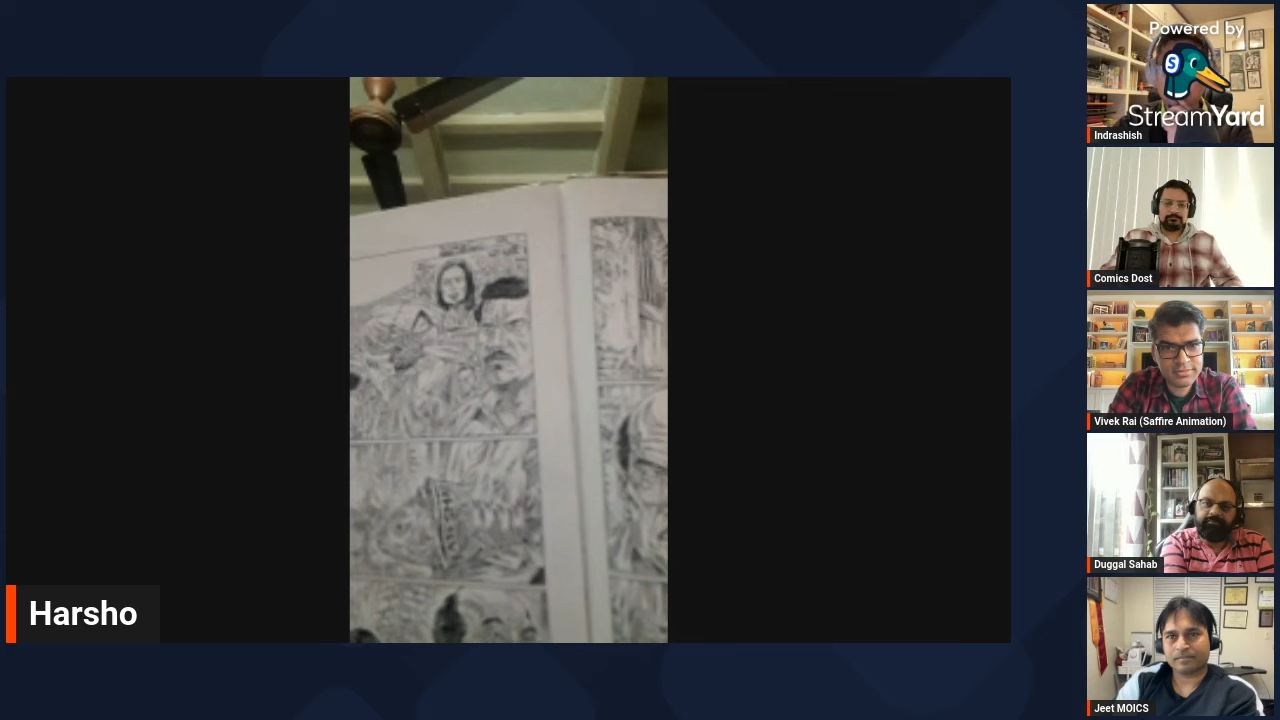 Harsho
Powered by
S
StreamYard
Indrashish
Comics Dost
Vivek Rai (Saffire Animation)
Duggal Sahab
Jeet MOICS